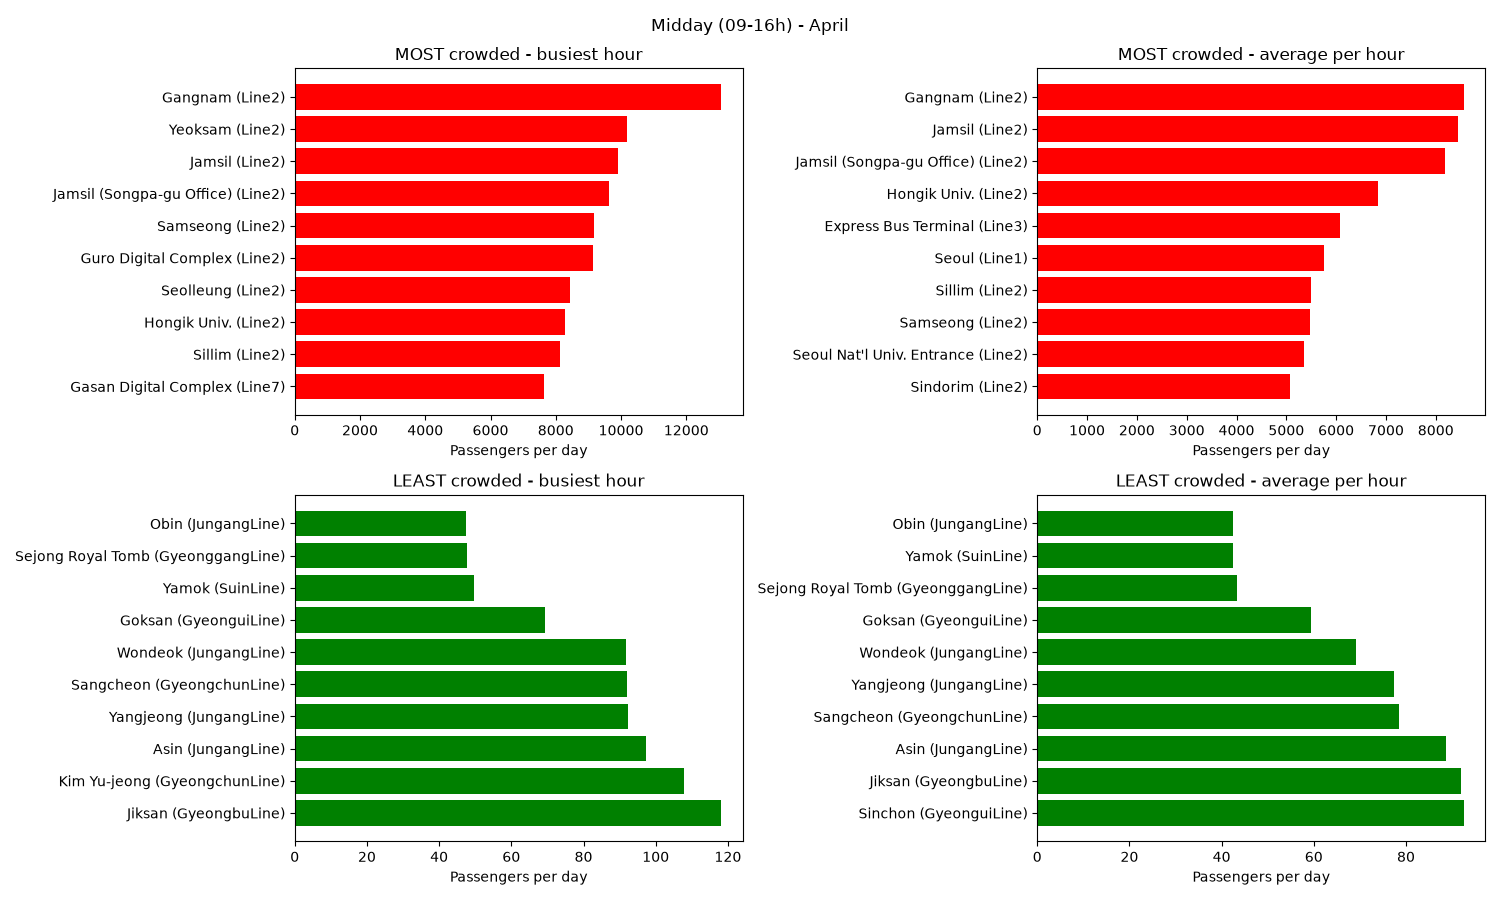 Midday (09-16h) - April
MOST crowded - busiest hour
Gangnam (Line2)
Yeoksam (Line2)
Jamsil (Line2)
Jamsil (Songpa-gu Office) (Line2)
Samseong (Line2)
Guro Digital Complex (Line2)
Seolleung (Line2)
Hongik Univ. (Line2)
Sillim (Line2)
Gasan Digital Complex (Line7)
0 2000 4000 6000 8000 10000 12000
Passengers per day
MOST crowded - average per hour
Gangnam (Line2)
Jamsil (Line2)
Jamsil (Songpa-gu Office) (Line2)
Hongik Univ. (Line2)
Express Bus Terminal (Line3)
Seoul (Line1)
Sillim (Line2)
Samseong (Line2)
Seoul Nat'l Univ. Entrance (Line2)
Sindorim (Line2)
0 1000 2000 3000 4000 5000 6000 7000 8000
Passengers per day
LEAST crowded - busiest hour
Obin (JungangLine)
Sejong Royal Tomb (GyeonggangLine)
Yamok (SuinLine)
Goksan (GyeonguiLine)
Wondeok (JungangLine)
Sangcheon (GyeongchunLine)
Yangjeong (JungangLine)
Asin (JungangLine)
Kim Yu-jeong (GyeongchunLine)
Jiksan (GyeongbuLine)
0 20 40 60 80 100 120
Passengers per day
LEAST crowded - average per hour
Obin (JungangLine)
Yamok (SuinLine)
Sejong Royal Tomb (GyeonggangLine)
Goksan (GyeonguiLine)
Wondeok (JungangLine)
Yangjeong (JungangLine)
Sangcheon (GyeongchunLine)
Asin (JungangLine)
Jiksan (GyeongbuLine)
Sinchon (GyeonguiLine)
0 20 40 60 80
Passengers per day